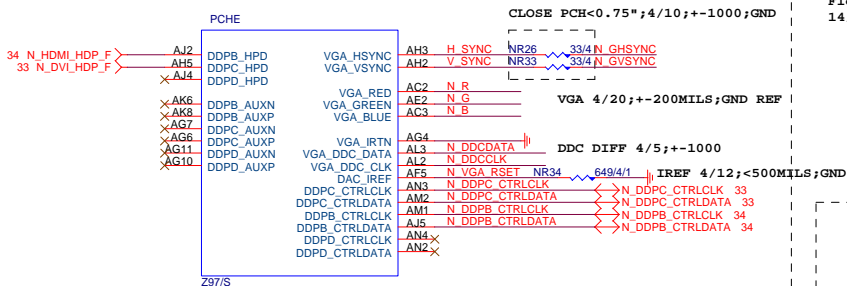 PCHE
CLOSE PCH<0.75";4/10;+-1000;GND
14
34 N_HDMI_HDP_F AJ2 DDPB_HPD VGA_HSYNC AH3 H_SYNC NR26 33/4 N_GHSYNC
33 N_DVI_HDP_F AH5 DDPC_HPD VGA_VSYNC AH2 V_SYNC NR33 33/4 N_GVSYNC
AJ4 DDPD_HPD
VGA_RED AC2 N_R
AK6 DDPB_AUXN VGA_GREEN AE2 N_G VGA 4/20;+-200MILS;GND REF
AK8 DDPB_AUXP VGA_BLUE AC3 N_B
AG7 DDPC_AUXN
AG6 DDPC_AUXP VGA_IRTN AG4
AG11 DDPD_AUXN VGA_DDC_DATA AL3 N_DDCDATA DDC DIFF 4/5;+-1000
AG10 DDPD_AUXP VGA_DDC_CLK AL2 N_DDCCLK
DAC_IREF AF5 N_VGA_RSET NR34 649/4/1 IREF 4/12;<500MILS;GND
DDPC_CTRLCLK AN3 N_DDPC_CTRLCLK N_DDPC_CTRLCLK 33
DDPC_CTRLDATA AM2 N_DDPC_CTRLDATA N_DDPC_CTRLDATA 33
DDPB_CTRLCLK AM1 N_DDPB_CTRLCLK N_DDPB_CTRLCLK 34
DDPB_CTRLDATA AJ5 N_DDPB_CTRLDATA N_DDPB_CTRLDATA 34
DDPD_CTRLCLK AN4
DDPD_CTRLDATA AN2
Z97/S